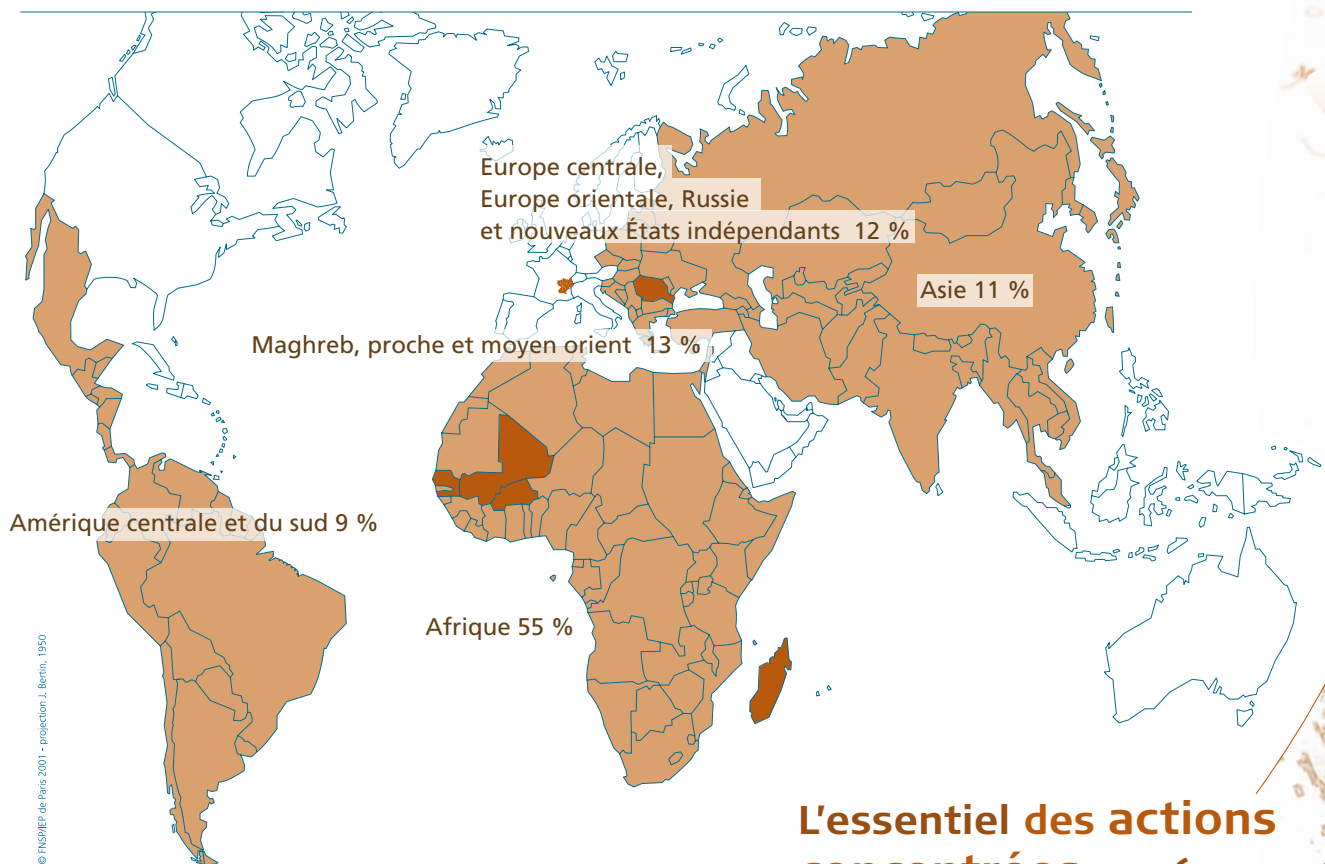 Europe centrale,
Europe orientale, Russie
et nouveaux États indépendants 12 %
Asie 11 %
Maghreb, proche et moyen orient 13 %
Amérique centrale et du sud 9 %
Afrique 55 %
© FNSP/IEP de Paris 2001 - projection J. Bertin, 1950
L'essentiel des actions